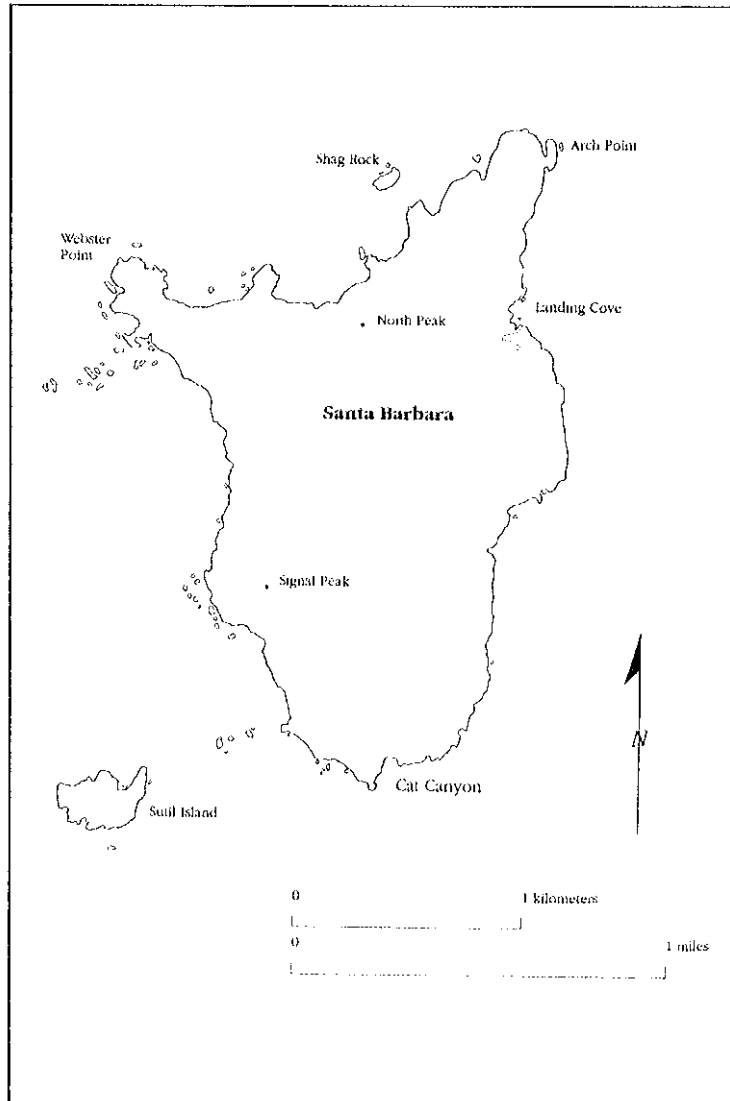 Shag Rock
Arch Point
Webster
Point
Landing Cove
North Peak
Santa Barbara
Signal Peak
N
Cat Canyon
Sutil Island
0
1 kilometers
0
1 miles